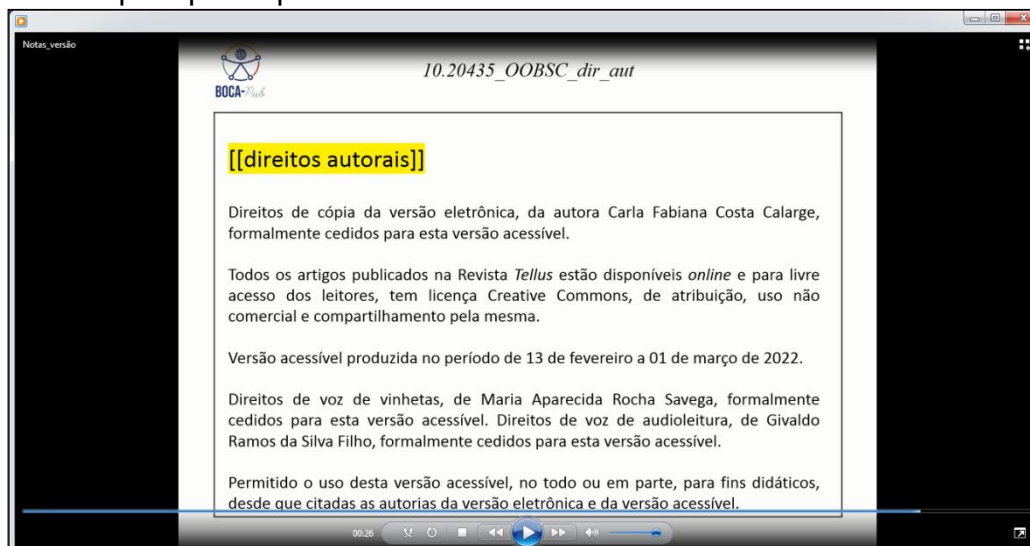 Notas_versão
BOCA-Pub
10.20435_OOBSC_dir_aut
[[direitos autorais]]
Direitos de cópia da versão eletrônica, da autora Carla Fabiana Costa Calarge,
formalmente cedidos para esta versão acessível.
Todos os artigos publicados na Revista Tellus estão disponíveis online e para livre
acesso dos leitores, tem licença Creative Commons, de atribuição, uso não
comercial e compartilhamento pela mesma.
Versão acessível produzida no período de 13 de fevereiro a 01 de março de 2022.
Direitos de voz de vinhetas, de Maria Aparecida Rocha Savega, formalmente
cedidos para esta versão acessível. Direitos de voz de audioleitura, de Givaldo
Ramos da Silva Filho, formalmente cedidos para esta versão acessível.
Permitido o uso desta versão acessível, no todo ou em parte, para fins didáticos,
desde que citadas as autorias da versão eletrônica e da versão acessível.
00:26